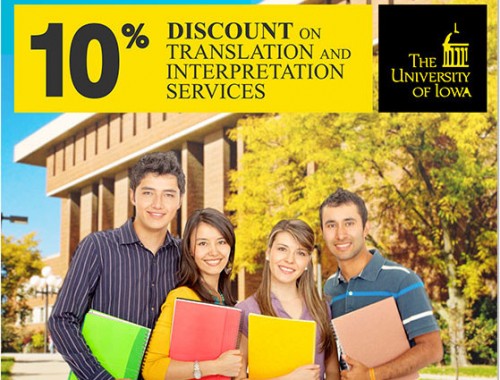 10%
DISCOUNT ON
TRANSLATION AND
INTERPRETATION
SERVICES
THE
UNIVERSITY
OF IOWA